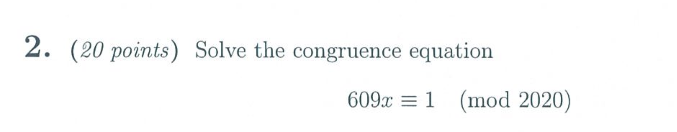 2. (20 points) Solve the congruence equation
609x ≡ 1 (mod 2020)